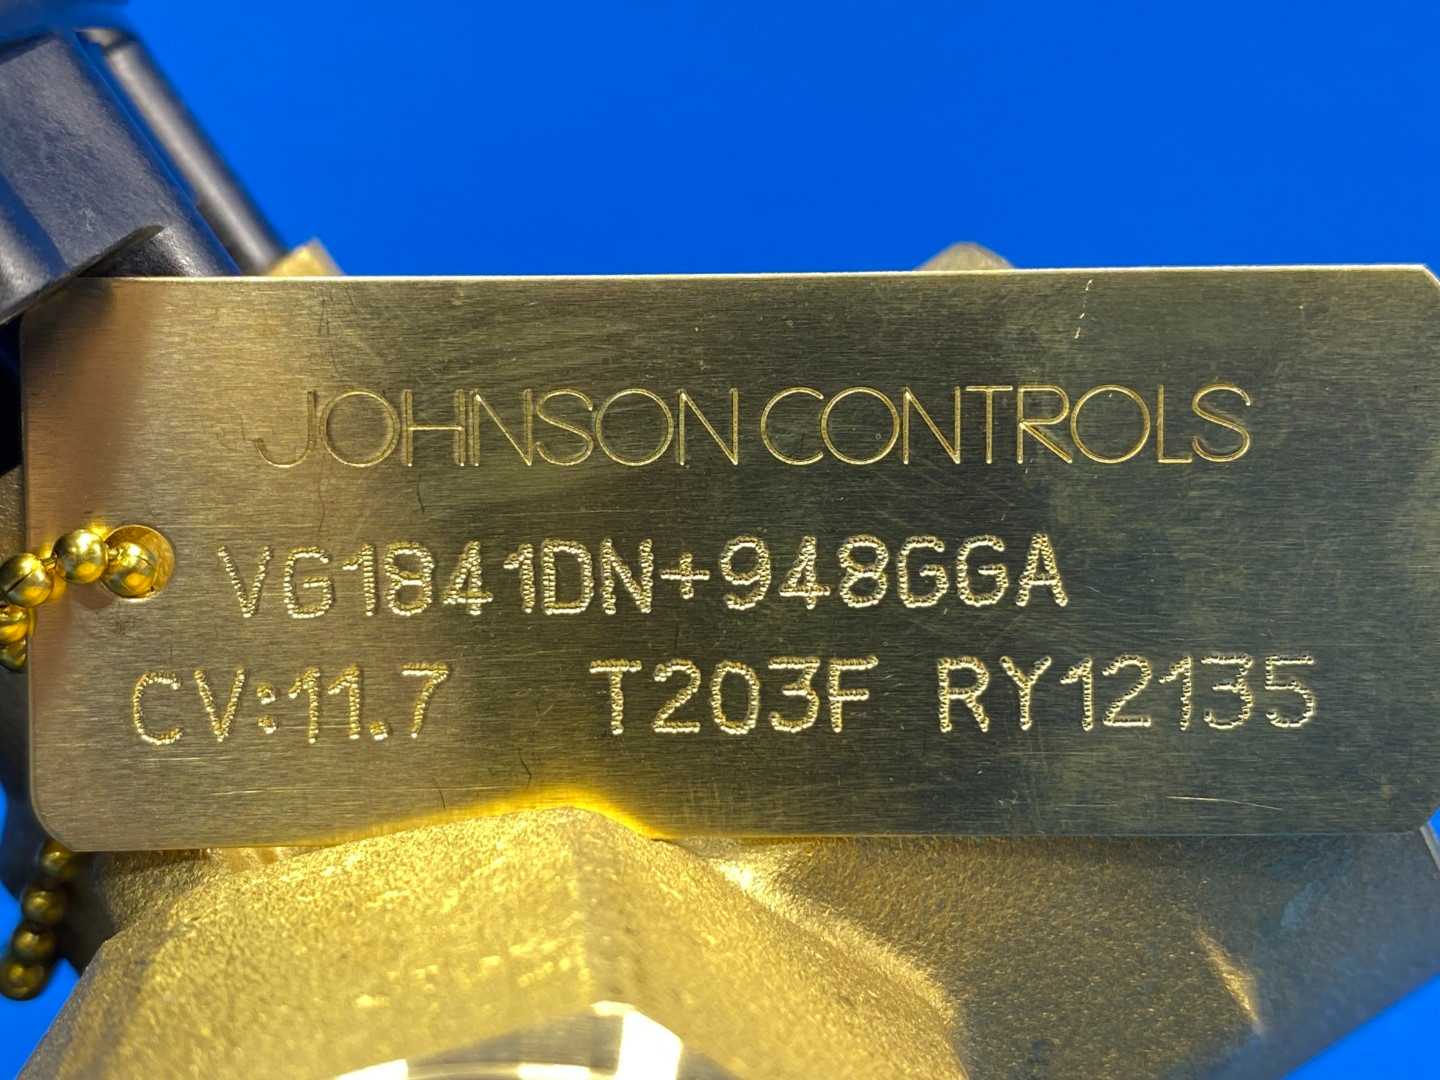 JOHNSON CONTROLS
VG1841DN+948GGA
CV:11.7 T203F RY12135